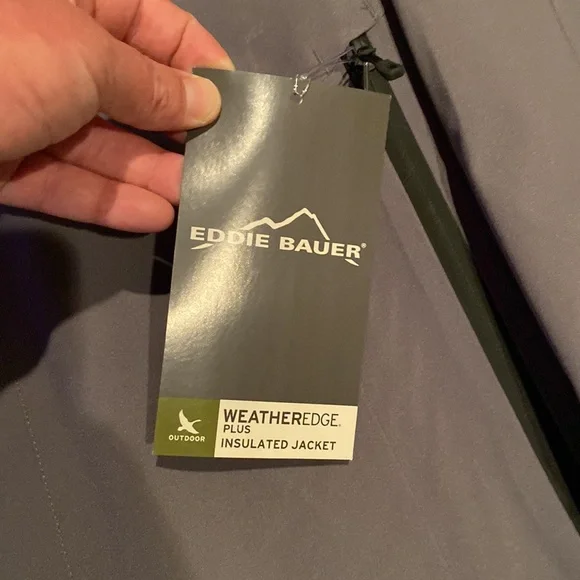 EDDIE BAUER®
OUTDOOR
WEATHEREDGE®
PLUS
INSULATED JACKET